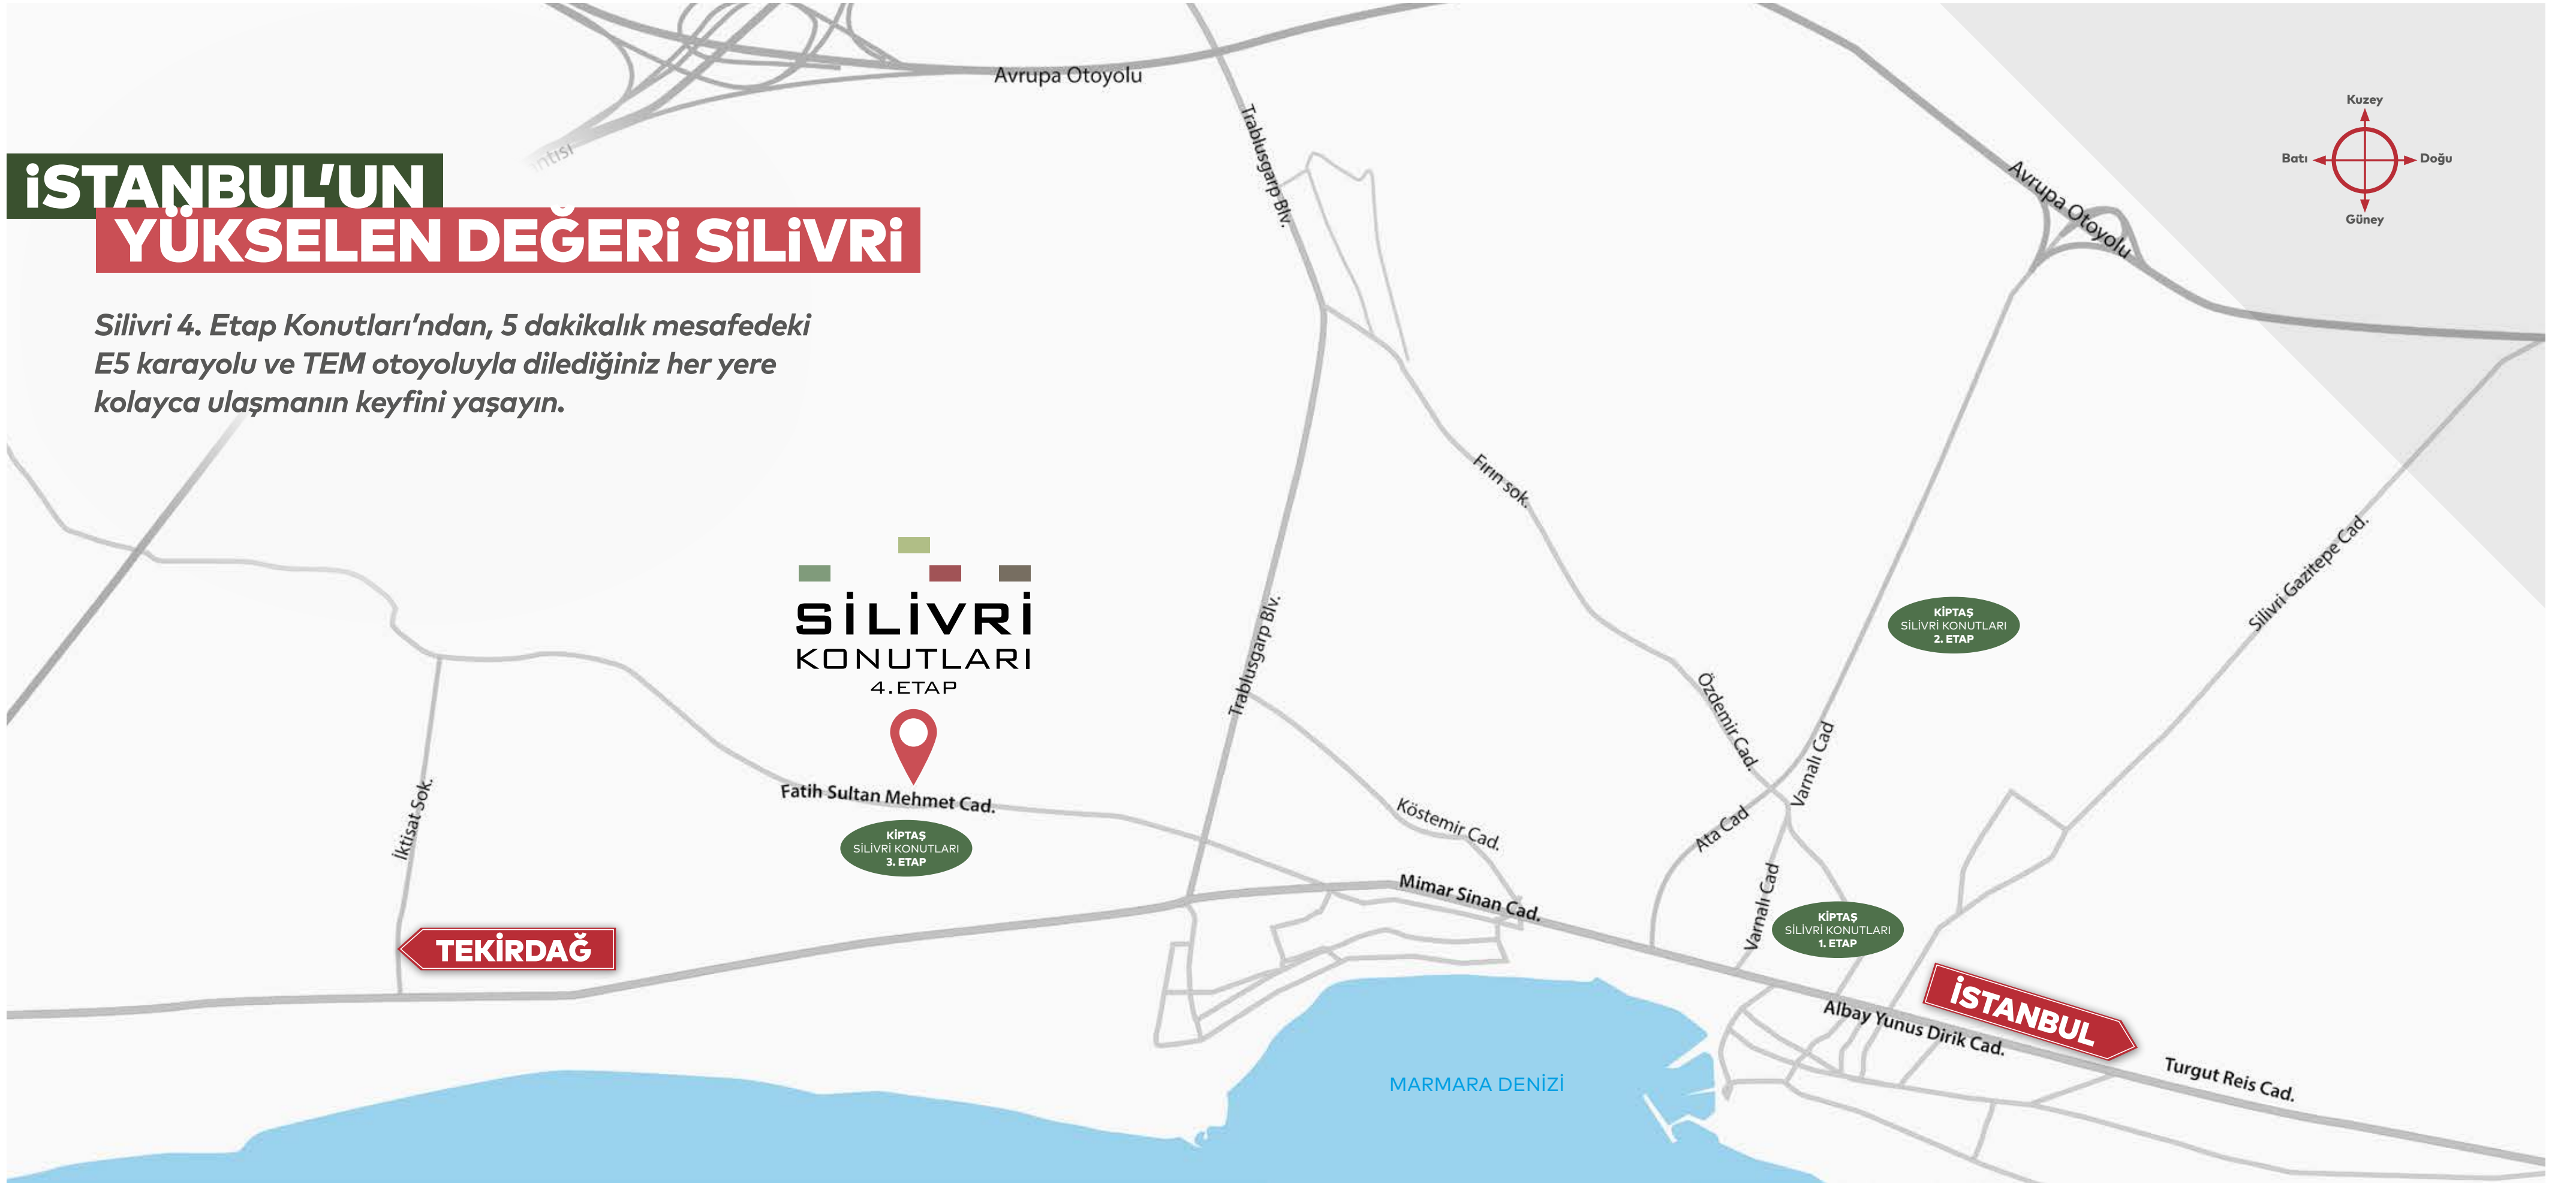 Avrupa Otoyolu
Trablusgarp Blv.
Kuzey
Batı
Doğu
Güney
Avrupa Otoyolu
İSTANBUL'UN
YÜKSELEN DEĞERİ SİLİVRİ
Silivri 4. Etap Konutları'ndan, 5 dakikalık mesafedeki
E5 karayolu ve TEM otoyoluyla dilediğiniz her yere
kolayca ulaşmanın keyfini yaşayın.
Fırın sok.
Silivri Gazitepe Cad.
SİLİVRİ
KONUTLARI
4.ETAP
Trablusgarp Blv.
KİPTAŞ
SİLİVRİ KONUTLARI
2. ETAP
Özdemir Cad.
Varnalı Cad
İktisat Sok.
Fatih Sultan Mehmet Cad.
KİPTAŞ
SİLİVRİ KONUTLARI
3. ETAP
Köstemir Cad.
Ata Cad
Mimar Sinan Cad.
Varnalı Cad
KİPTAŞ
SİLİVRİ KONUTLARI
1. ETAP
TEKİRDAĞ
İSTANBUL
Albay Yunus Dirik Cad.
Turgut Reis Cad.
MARMARA DENİZİ